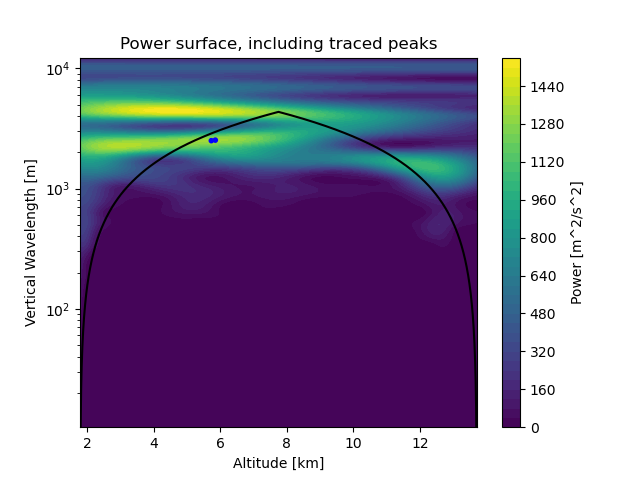 Power surface, including traced peaks
Vertical Wavelength [m]
10^4
10^3
10^2
2 4 6 8 10 12
Altitude [km]
1440
1280
1120
960
800
640
480
320
160
0
Power [m^2/s^2]